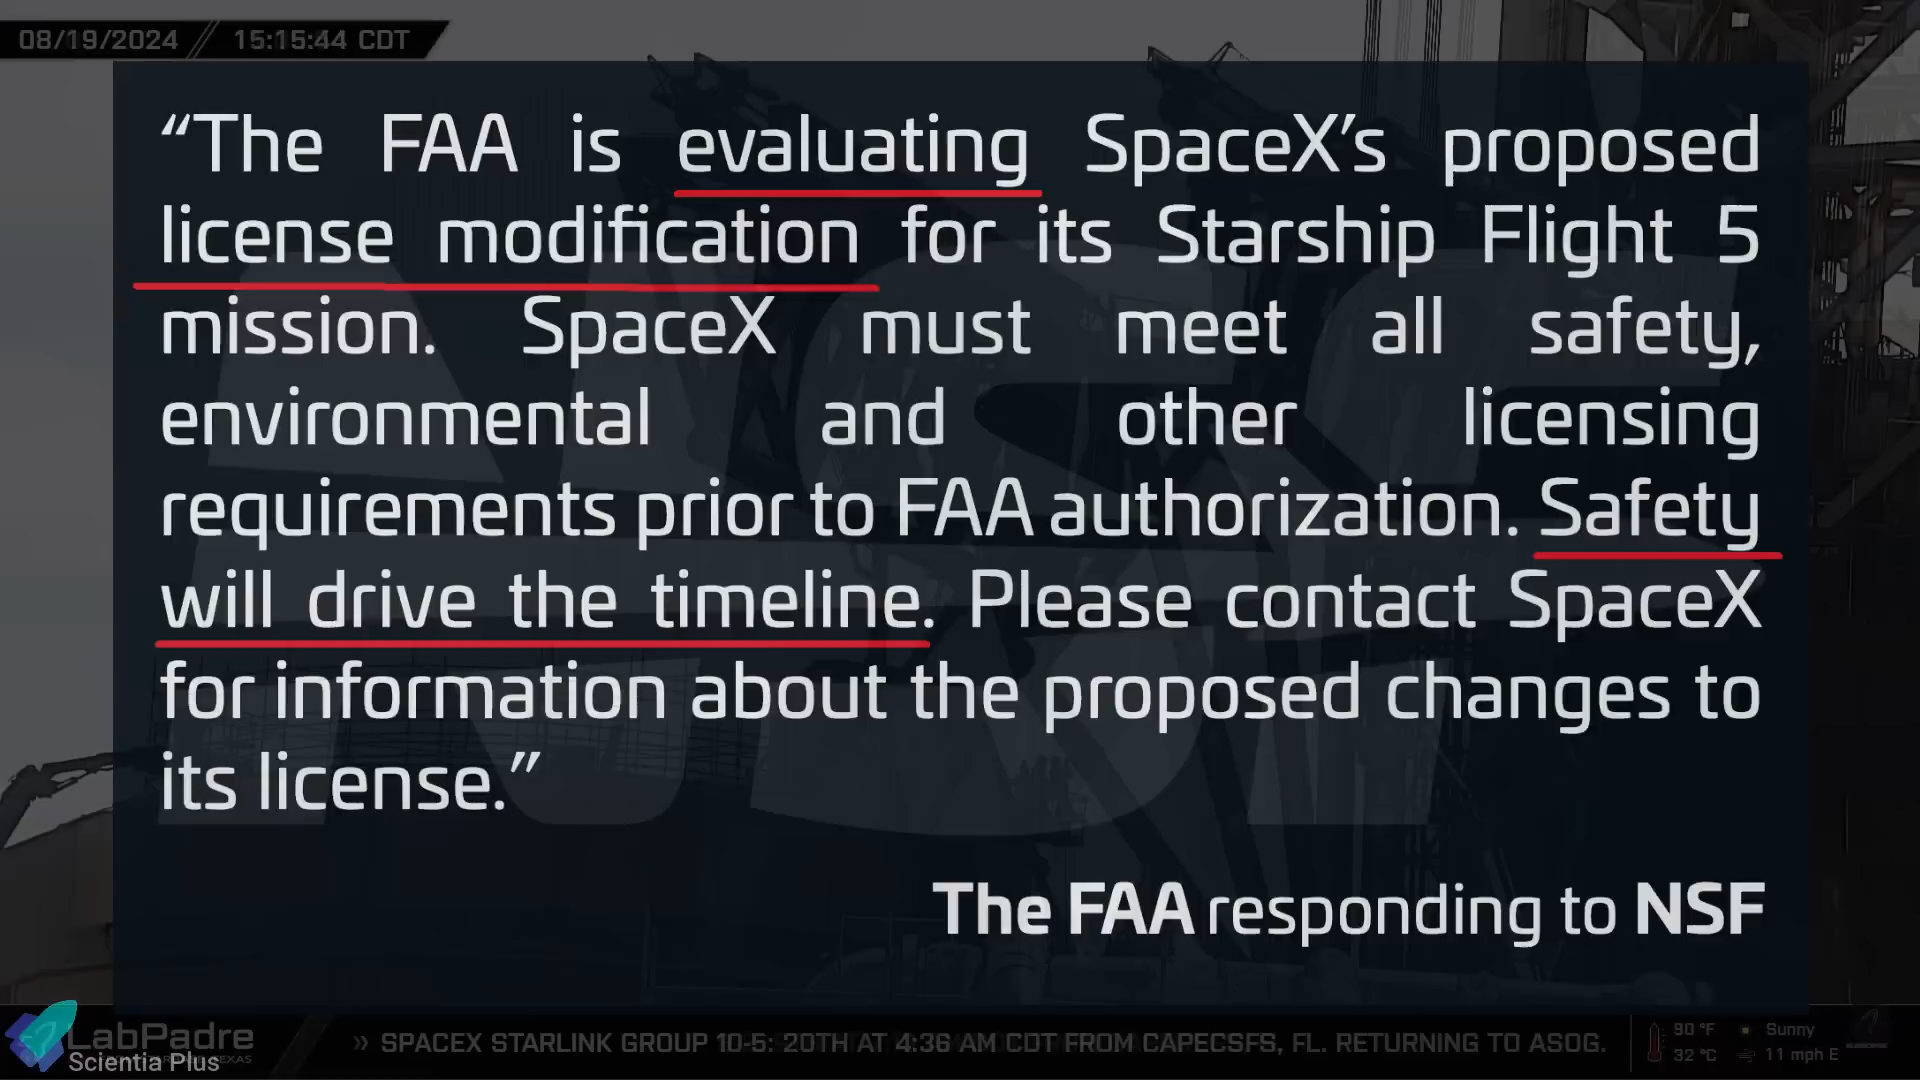 08/19/2024 // 15:15:44 CDT
“The FAA is evaluating SpaceX’s proposed
license modification for its Starship Flight 5
mission. SpaceX must meet all safety,
environmental and other licensing
requirements prior to FAA authorization. Safety
will drive the timeline. Please contact SpaceX
for information about the proposed changes to
its license.”
The FAA responding to NSF
LabPadre
Scientia Plus
» SPACEX STARLINK GROUP 10-5: 20TH AT 4:36 AM CDT FROM CAPECSFS, FL. RETURNING TO ASOG.
90 °F Sunny
32 °C 11 mph E